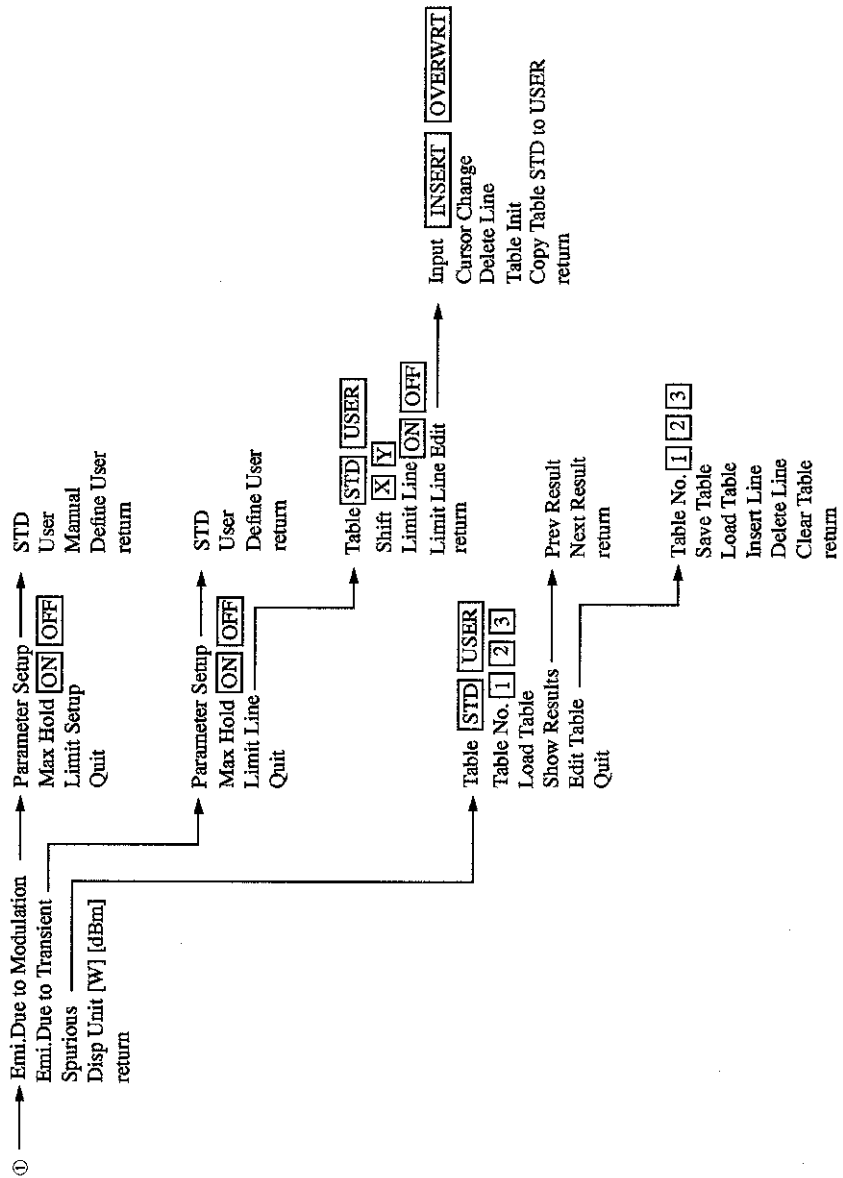 ①
Emi.Due to Modulation
Emi.Due to Transient
Spurious
Disp Unit [W] [dBm]
return
Parameter Setup
Max Hold ON OFF
Limit Setup
Quit
STD
User
Manual
Define User
return
Parameter Setup
Max Hold ON OFF
Limit Line
Quit
STD
User
Define User
return
Table STD USER
Shift X Y
Limit Line ON OFF
Limit Line Edit
return
Input INSERT OVERWRT
Cursor Change
Delete Line
Table Init
Copy Table STD to USER
return
Table STD USER
Table No. 1 2 3
Load Table
Show Results
Edit Table
Quit
Prev Result
Next Result
return
Table No. 1 2 3
Save Table
Load Table
Insert Line
Delete Line
Clear Table
return